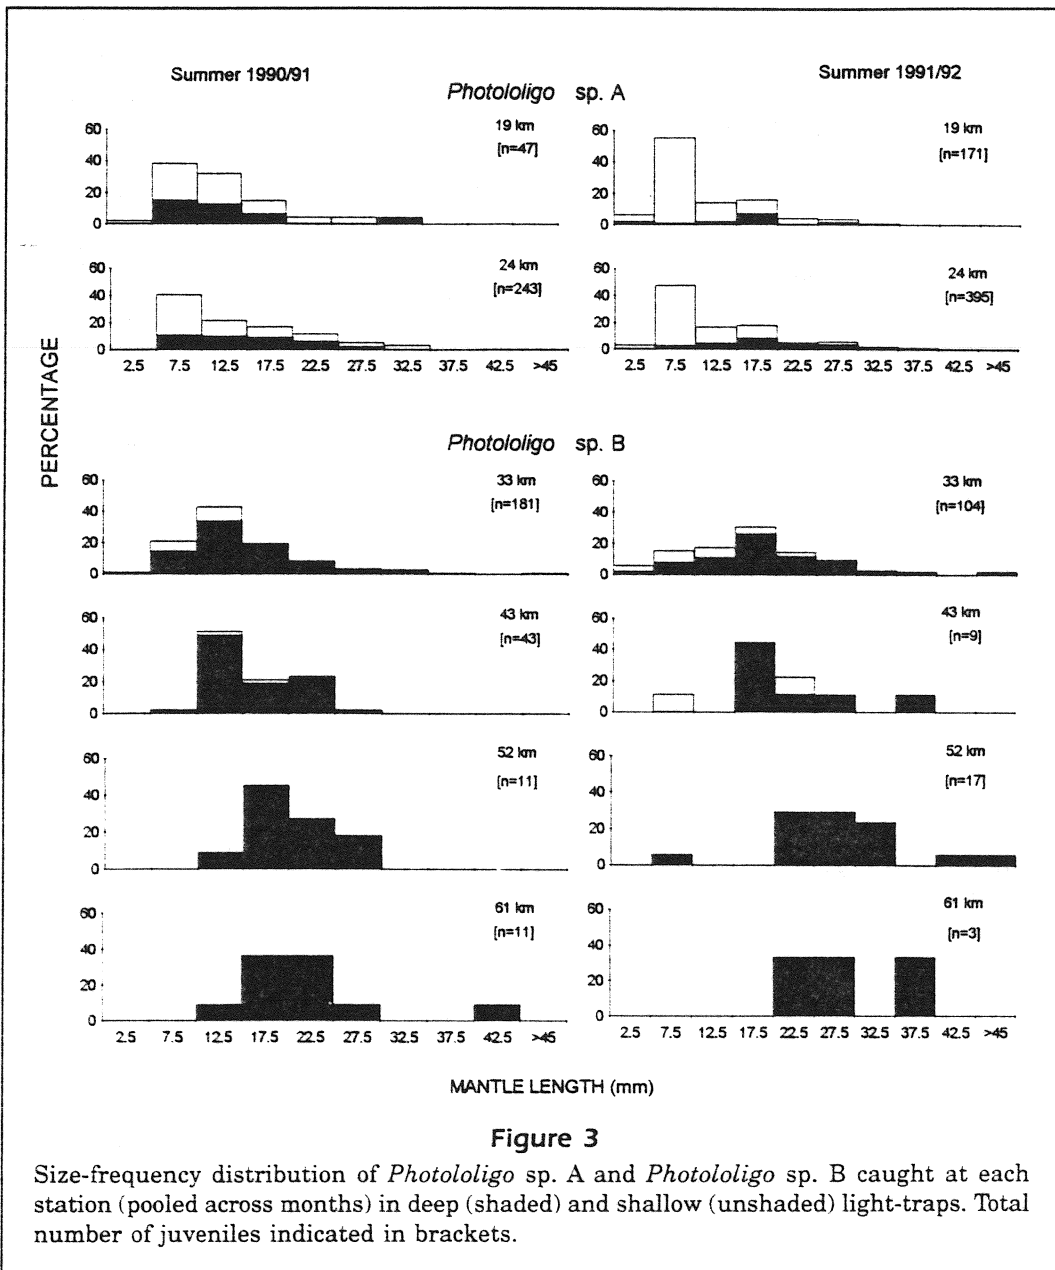 Summer 1990/91
Summer 1991/92
Photololigo sp. A
60
40
20
0
19 km
[n=47]
60
40
20
0
19 km
[n=171]
60
40
20
0
24 km
[n=243]
2.5 7.5 12.5 17.5 22.5 27.5 32.5 37.5 42.5 >45
60
40
20
0
24 km
[n=395]
2.5 7.5 12.5 17.5 22.5 27.5 32.5 37.5 42.5 >45
PERCENTAGE
Photololigo sp. B
60
40
20
0
33 km
[n=181]
60
40
20
0
33 km
[n=104]
60
40
20
0
43 km
[n=43]
60
40
20
0
43 km
[n=9]
60
40
20
0
52 km
[n=11]
60
40
20
0
52 km
[n=17]
60
40
20
0
61 km
[n=11]
2.5 7.5 12.5 17.5 22.5 27.5 32.5 37.5 42.5 >45
60
40
20
0
61 km
[n=3]
2.5 7.5 12.5 17.5 22.5 27.5 32.5 37.5 42.5 >45
MANTLE LENGTH (mm)
Figure 3
Size-frequency distribution of Photololigo sp. A and Photololigo sp. B caught at each
station (pooled across months) in deep (shaded) and shallow (unshaded) light-traps. Total
number of juveniles indicated in brackets.